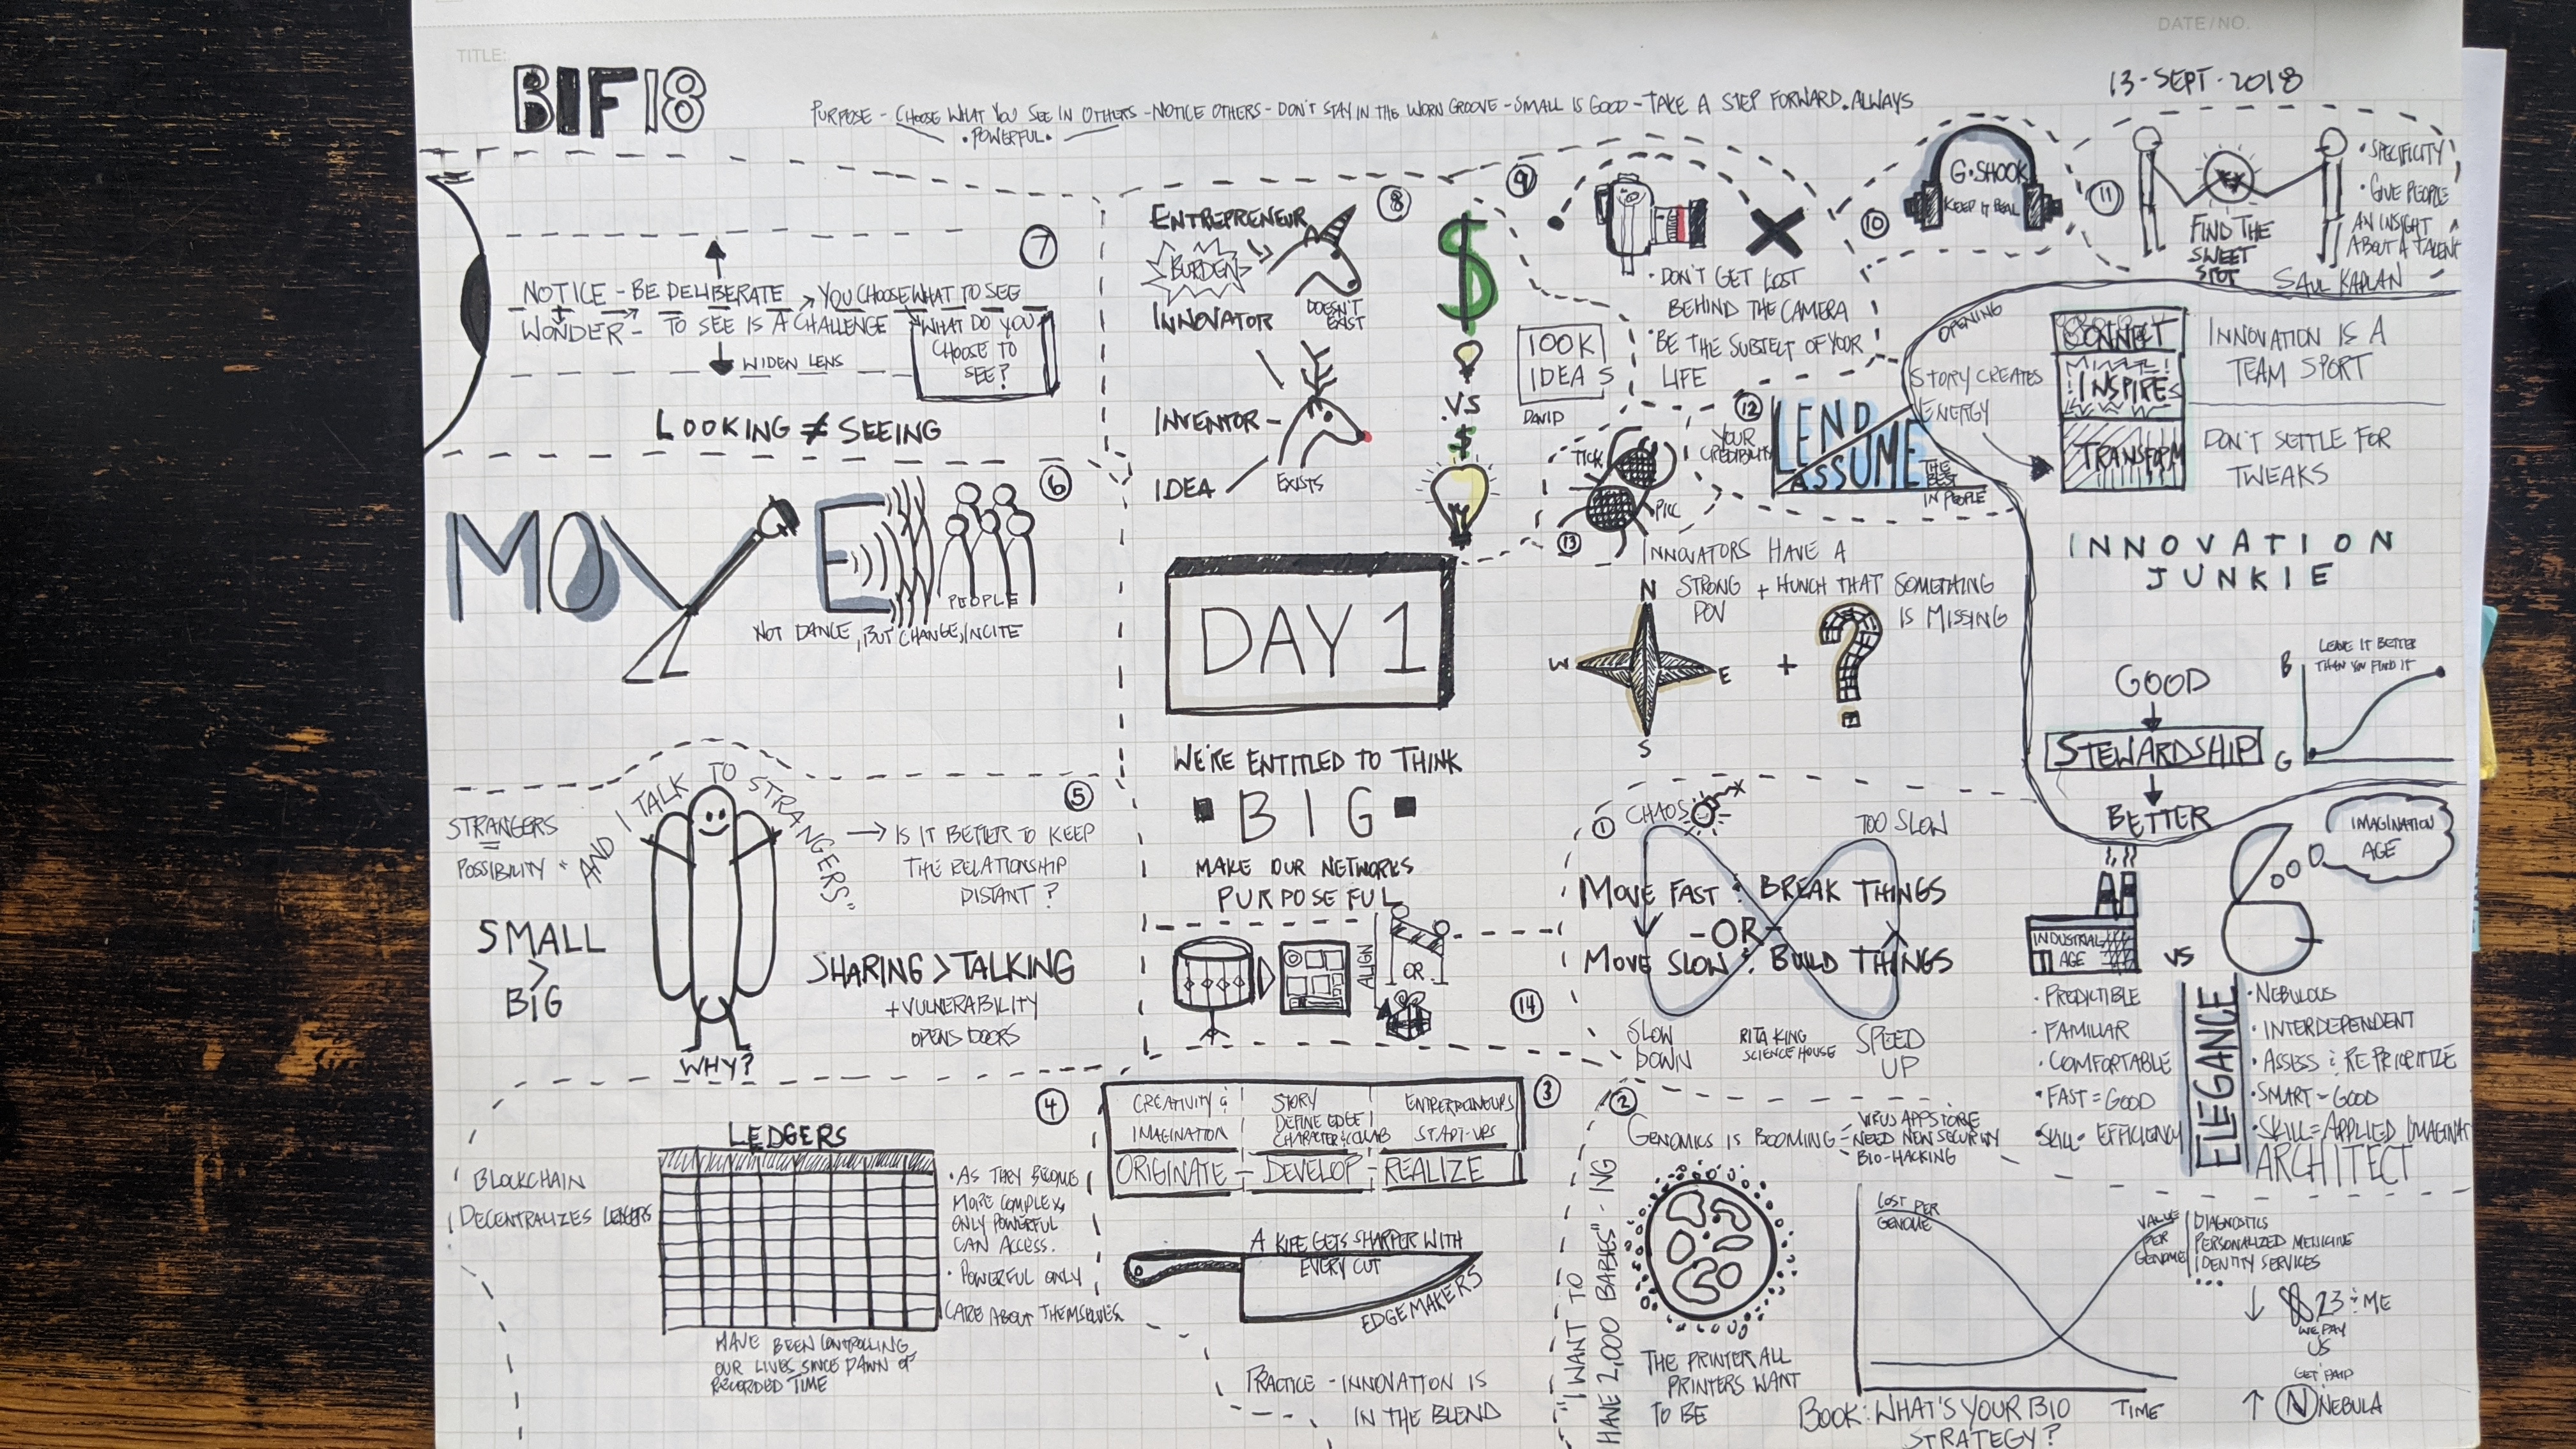 TITLE:
DATE/NO.
BIF18
13-SEPT-2018
PURPOSE - CHOOSE WHAT YOU SEE IN OTHERS - NOTICE OTHERS - DON'T STAY IN THE WORN GROOVE - SMALL IS GOOD - TAKE A STEP FORWARD. ALWAYS
• POWERFUL •
7
NOTICE - BE DELIBERATE → YOU CHOOSE WHAT TO SEE
WONDER - TO SEE IS A CHALLENGE
WHAT DO YOU
CHOOSE TO
SEE?
WIDEN LENS
LOOKING ≠ SEEING
6
MOVE
PEOPLE
NOT DANCE, BUT CHANGE/INCITE
5
STRANGERS
=
POSSIBILITY
"AND I TALK TO STRANGERS"
→ IS IT BETTER TO KEEP
THE RELATIONSHIP
DISTANT?
SMALL
>
BIG
SHARING > TALKING
+ VULNERABILITY
OPENS DOORS
WHY?
4
LEDGERS
BLOCKCHAIN
DECENTRALIZES LEDGERS
• AS THEY BECOME
MORE COMPLEX,
ONLY POWERFUL
CAN ACCESS.
• POWERFUL ONLY
CARE ABOUT THEMSELVES
HAVE BEEN CONTROLLING
OUR LIVES SINCE DAWN OF
RECORDED TIME
8
ENTREPRENEUR
BURDEN
DOESN'T
EXIST
INNOVATOR
INVENTOR -
IDEA
EXISTS
$
VS
$
9
• DON'T GET LOST
BEHIND THE CAMERA
• BE THE SUBJECT OF YOUR
LIFE
100K
IDEAS
DAVID
10
G•SHOOK
KEEP IT REAL
11
FIND THE
SWEET
SPOT
• SPECIFICITY
• GIVE PEOPLE
AN INSIGHT
ABOUT A TALENT
12
YOUR
CREDIBILITY
LEND
ASSUME
THE
BEST
IN PEOPLE
13
TICK
PIC
INNOVATORS HAVE A
STRONG
POV
+ HUNCH THAT SOMETHING
IS MISSING
N
W
E
S
+
?
SAUL KAPLAN
OPENING
CONNECT
INSPIRE
TRANSFORM
STORY CREATES
ENERGY
INNOVATION IS A
TEAM SPORT
DON'T SETTLE FOR
TWEAKS
INNOVATION
JUNKIE
GOOD
STEWARDSHIP
BETTER
LEAVE IT BETTER
THEN YOU FIND IT
B
G
DAY 1
WE'RE ENTITLED TO THINK
BIG
MAKE OUR NETWORKS
PURPOSEFUL
14
ALIGN
OR
1
CHAOS
TOO SLOW
MOVE FAST : BREAK THINGS
-OR-
MOVE SLOW : BUILD THINGS
SLOW
DOWN
RITA KING
SCIENCE HOUSE
SPEED
UP
IMAGINATION
AGE
INDUSTRIAL
AGE
VS
• PREDICTIBLE
• FAMILIAR
• COMFORTABLE
• FAST = GOOD
• SKILL = EFFICIENCY
ELEGANCE
• NEBULOUS
• INTERDEPENDENT
• ASSESS & REPRIORITIZE
• SMART = GOOD
• SKILL = APPLIED IMAGINAT
ARCHITECT
3
CREATIVITY &
IMAGINATION
STORY
DEFINE EDGE
CHARACTER & COLLAB
ENTREPRENEURS
START-UPS
ORIGINATE - DEVELOP - REALIZE
A KIFE GETS SHARPER WITH
EVERY CUT
EDGEMAKERS
PRACTICE - INNOVATION IS
IN THE BLEND
2
"I WANT TO
HAVE 2,000 BABIES" - ING
GENOMICS IS BOOMING
VIRUS APP STORE
NEED NEW SECURITY
BIO-HACKING
THE PRINTER ALL
PRINTERS WANT
TO BE
COST PER
GENOME
VALUE
PER
GENOME
DIAGNOSTICS
PERSONALIZED MEDICINE
IDENTITY SERVICES
...
TIME
↓ 23 & ME
WE PAY
US
GET PAID
↑ N NEBULA
BOOK: WHAT'S YOUR BIO
STRATEGY?